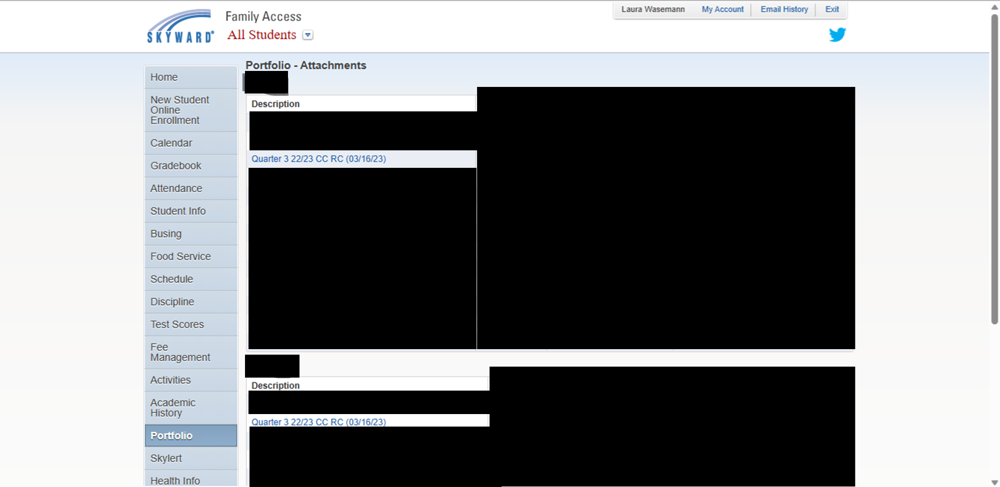 SKYWARD®
Family Access
All Students
Laura Wasemann
My Account
Email History
Exit
Home
New Student
Online
Enrollment
Calendar
Gradebook
Attendance
Student Info
Busing
Food Service
Schedule
Discipline
Test Scores
Fee
Management
Activities
Academic
History
Portfolio
Skylert
Health Info
Portfolio - Attachments
Description
Quarter 3 22/23 CC RC (03/16/23)
Description
Quarter 3 22/23 CC RC (03/16/23)